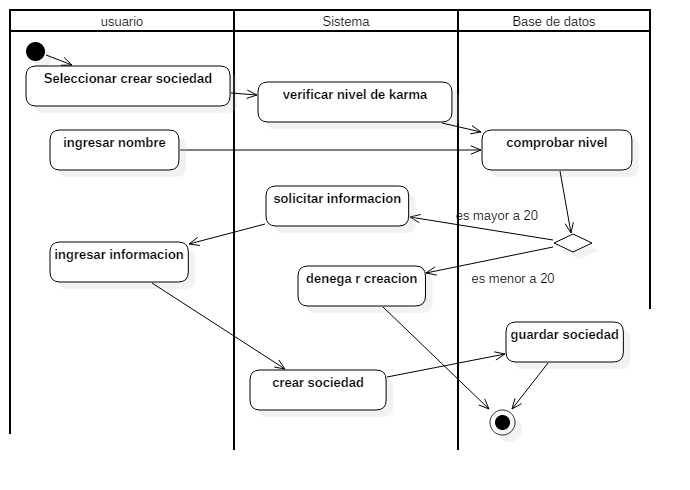 usuario
Sistema
Base de datos
Seleccionar crear sociedad
verificar nivel de karma
ingresar nombre
comprobar nivel
solicitar informacion
es mayor a 20
ingresar informacion
denega r creacion
es menor a 20
guardar sociedad
crear sociedad